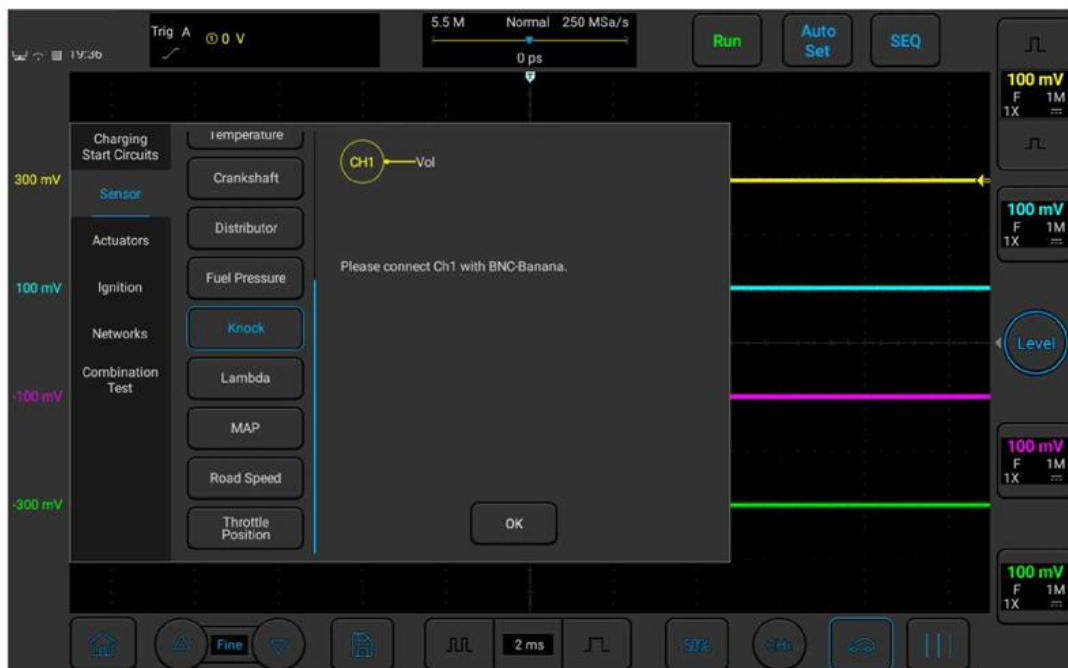 Trig A
① 0 V
5.5 M Normal 250 MSa/s
0 ps
Run
Auto
Set
SEQ
19:36
T
Charging
Start Circuits
Sensor
Actuators
Ignition
Networks
Combination
Test
Temperature
Crankshaft
Distributor
Fuel Pressure
Knock
Lambda
MAP
Road Speed
Throttle
Position
CH1
Vol
Please connect Ch1 with BNC-Banana.
OK
300 mV
100 mV
-100 mV
-300 mV
100 mV
F 1M
1X
100 mV
F 1M
1X
Level
100 mV
F 1M
1X
100 mV
F 1M
1X
Fine
2 ms
50%